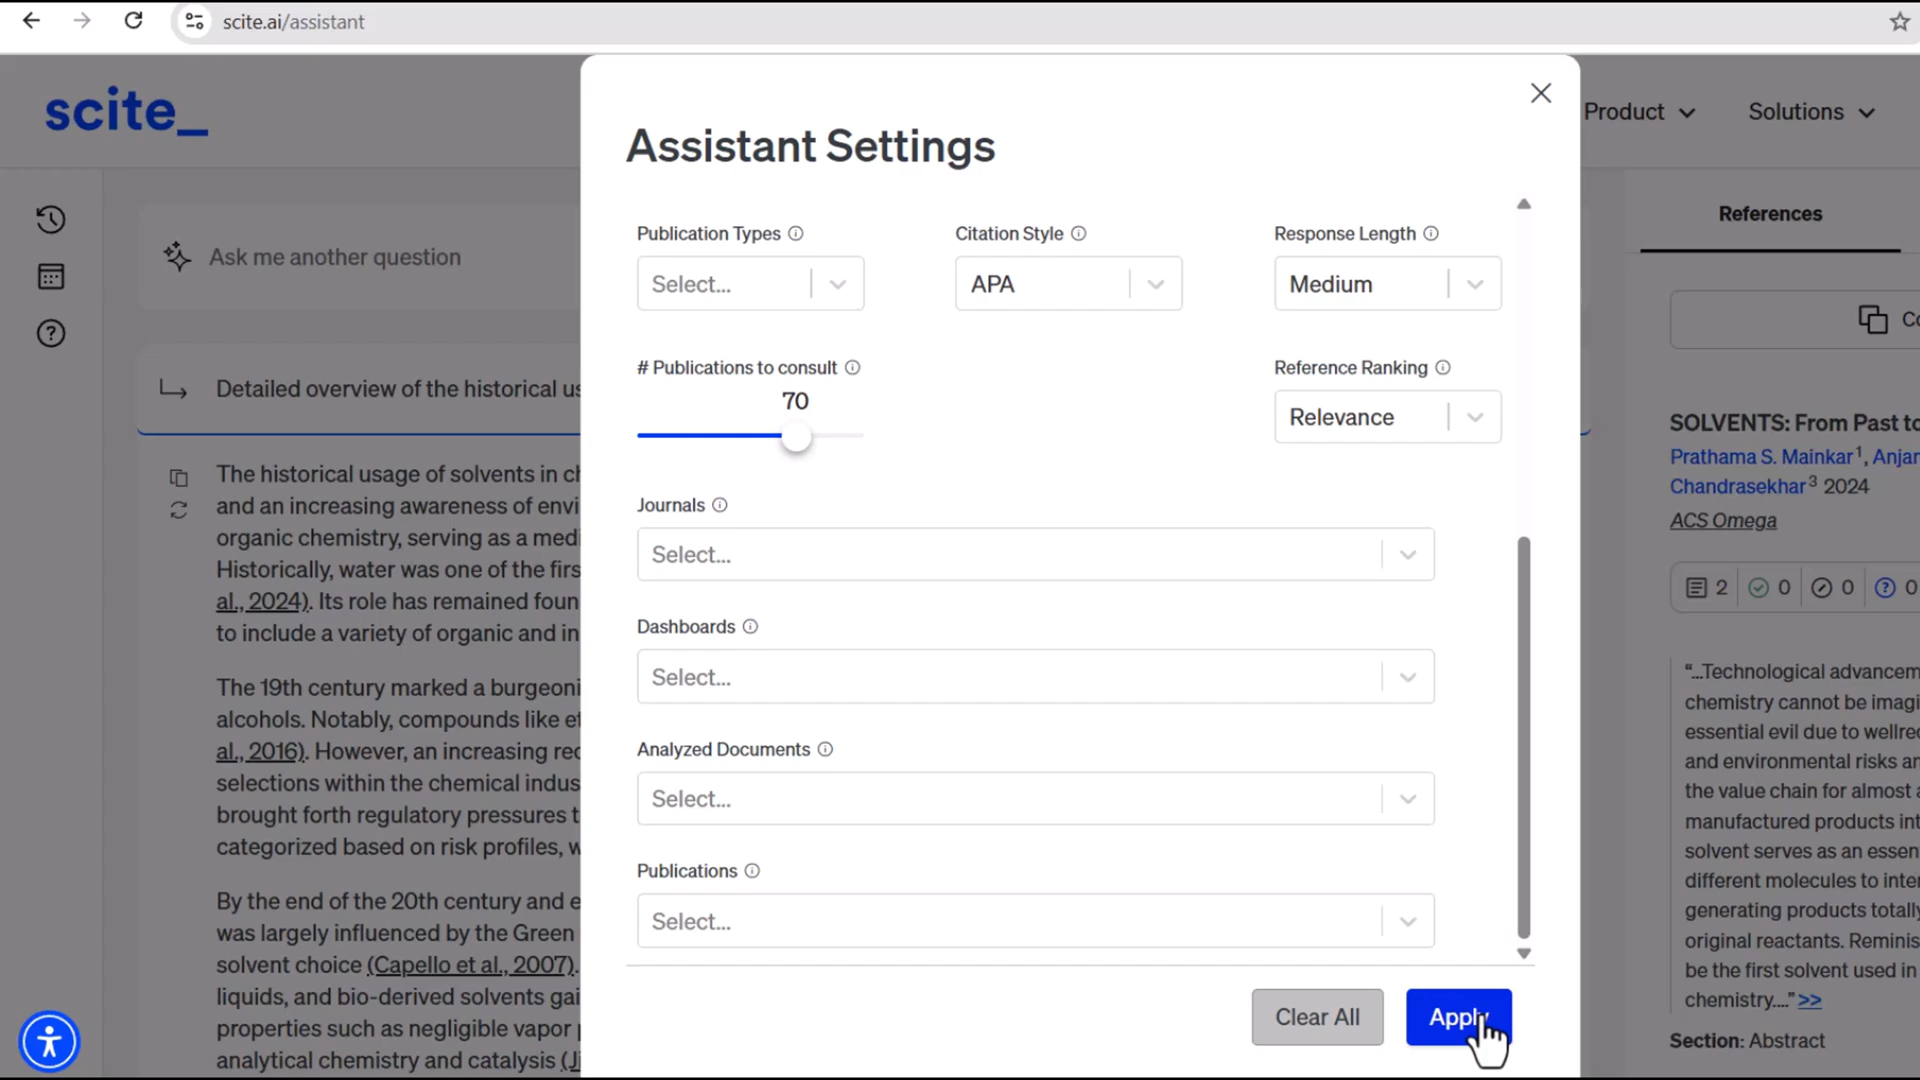 scite.ai/assistant
scite_
Product
Solutions
Assistant Settings
Publication Types
Select...
Citation Style
APA
Response Length
Medium
# Publications to consult
70
Reference Ranking
Relevance
Journals
Select...
Dashboards
Select...
Analyzed Documents
Select...
Publications
Select...
Clear All
Apply
Ask me another question
Detailed overview of the historical us
The historical usage of solvents in ch
and an increasing awareness of envi
organic chemistry, serving as a medi
Historically, water was one of the firs
al., 2024). Its role has remained foun
to include a variety of organic and in
The 19th century marked a burgeoni
alcohols. Notably, compounds like et
al., 2016). However, an increasing rec
selections within the chemical indus
brought forth regulatory pressures t
categorized based on risk profiles, w
By the end of the 20th century and e
was largely influenced by the Green
solvent choice (Capello et al., 2007).
liquids, and bio-derived solvents gai
properties such as negligible vapor p
analytical chemistry and catalysis (Ji
References
Co
SOLVENTS: From Past to
Prathama S. Mainkar1, Anjan
Chandrasekhar3 2024
ACS Omega
2 0 0 0
“...Technological advancem
chemistry cannot be imagi
essential evil due to wellrec
and environmental risks an
the value chain for almost a
manufactured products int
solvent serves as an essen
different molecules to inter
generating products totally
original reactants. Reminis
be the first solvent used in
chemistry....” >>
Section: Abstract